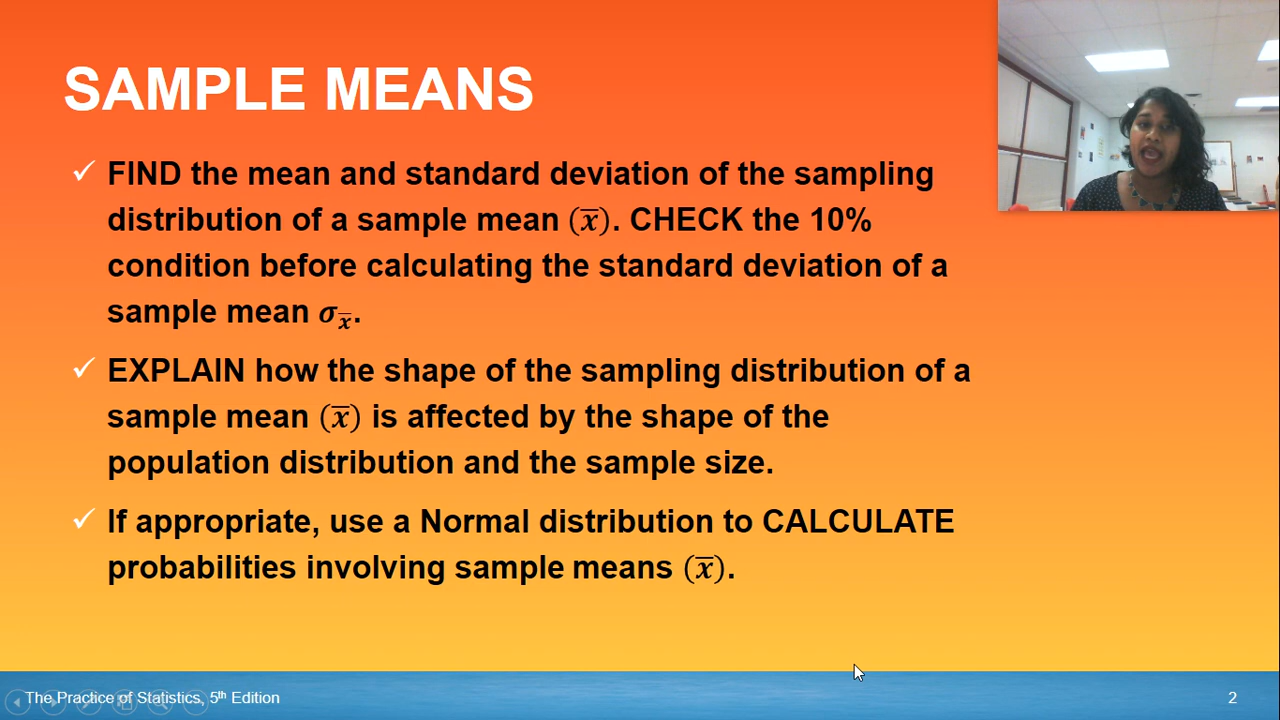 SAMPLE MEANS
✓ FIND the mean and standard deviation of the sampling
distribution of a sample mean (x̅). CHECK the 10%
condition before calculating the standard deviation of a
sample mean σx̅.
✓ EXPLAIN how the shape of the sampling distribution of a
sample mean (x̅) is affected by the shape of the
population distribution and the sample size.
✓ If appropriate, use a Normal distribution to CALCULATE
probabilities involving sample means (x̅).
The Practice of Statistics, 5th Edition
2